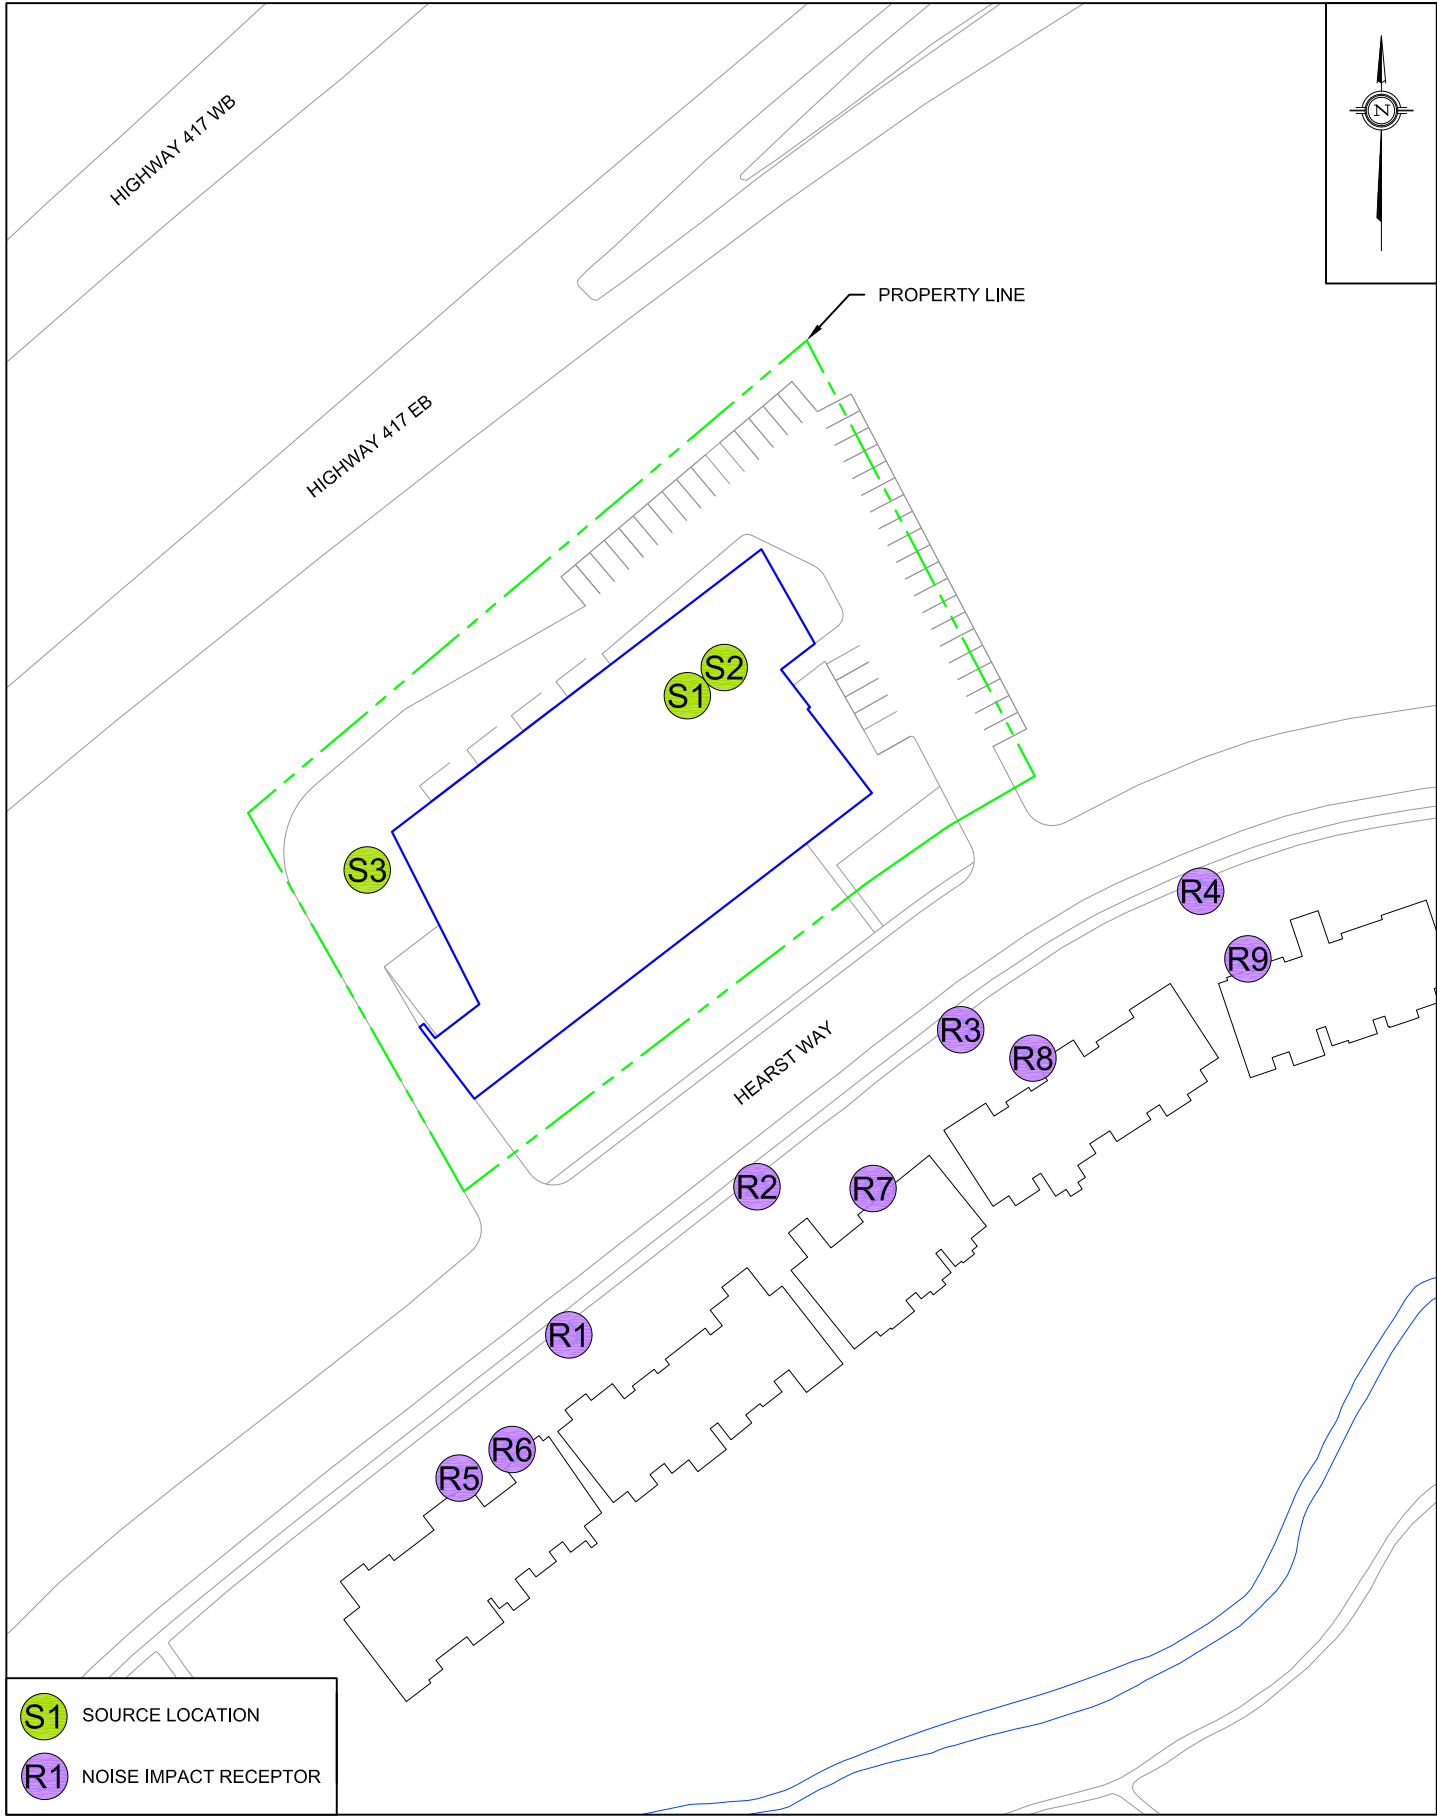 HIGHWAY 417 WB
N
PROPERTY LINE
HIGHWAY 417 EB
S2
S1
S3
R4
R9
R3
R8
HEARST WAY
R2
R7
R1
R6
R5
S1 SOURCE LOCATION
R1 NOISE IMPACT RECEPTOR